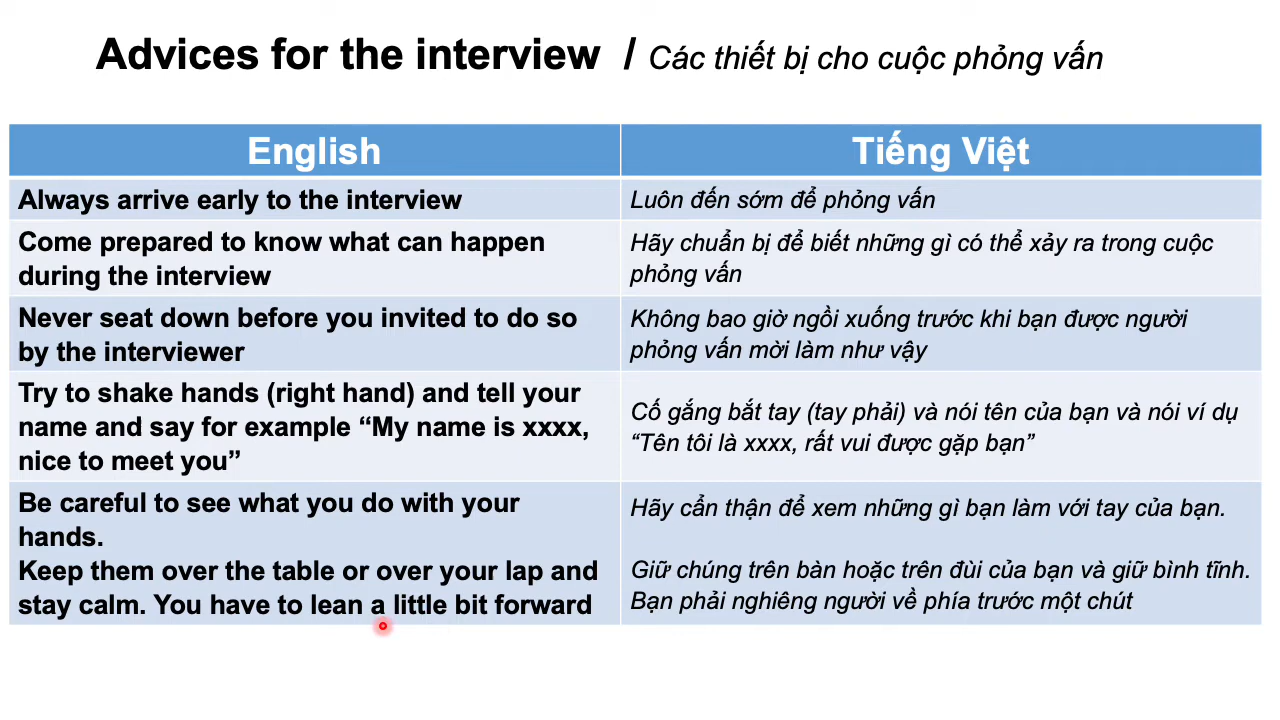 Advices for the interview / Các thiết bị cho cuộc phỏng vấn
English
Tiếng Việt
Always arrive early to the interview
Luôn đến sớm để phỏng vấn
Come prepared to know what can happen
during the interview
Hãy chuẩn bị để biết những gì có thể xảy ra trong cuộc
phỏng vấn
Never seat down before you invited to do so
by the interviewer
Không bao giờ ngồi xuống trước khi bạn được người
phỏng vấn mời làm như vậy
Try to shake hands (right hand) and tell your
name and say for example “My name is xxxx,
nice to meet you”
Cố gắng bắt tay (tay phải) và nói tên của bạn và nói ví dụ
“Tên tôi là xxxx, rất vui được gặp bạn”
Be careful to see what you do with your
hands.
Keep them over the table or over your lap and
stay calm. You have to lean a little bit forward
Hãy cẩn thận để xem những gì bạn làm với tay của bạn.
Giữ chúng trên bàn hoặc trên đùi của bạn và giữ bình tĩnh.
Bạn phải nghiêng người về phía trước một chút